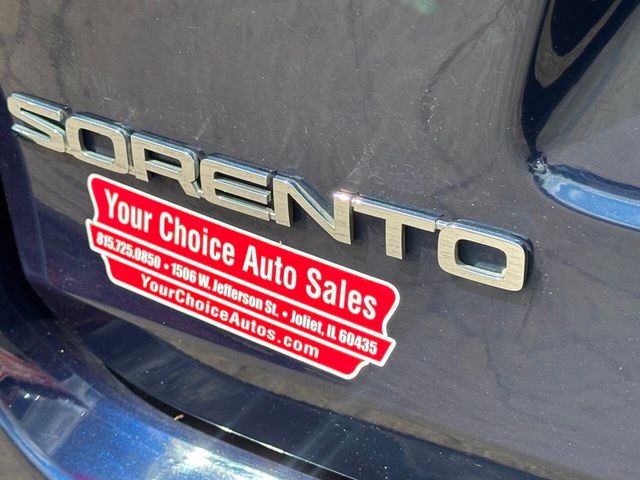 SORENTO
Your Choice Auto Sales
815.725.0850 • 1506 W. Jefferson St. • Joliet, IL 60435
YourChoiceAutos.com